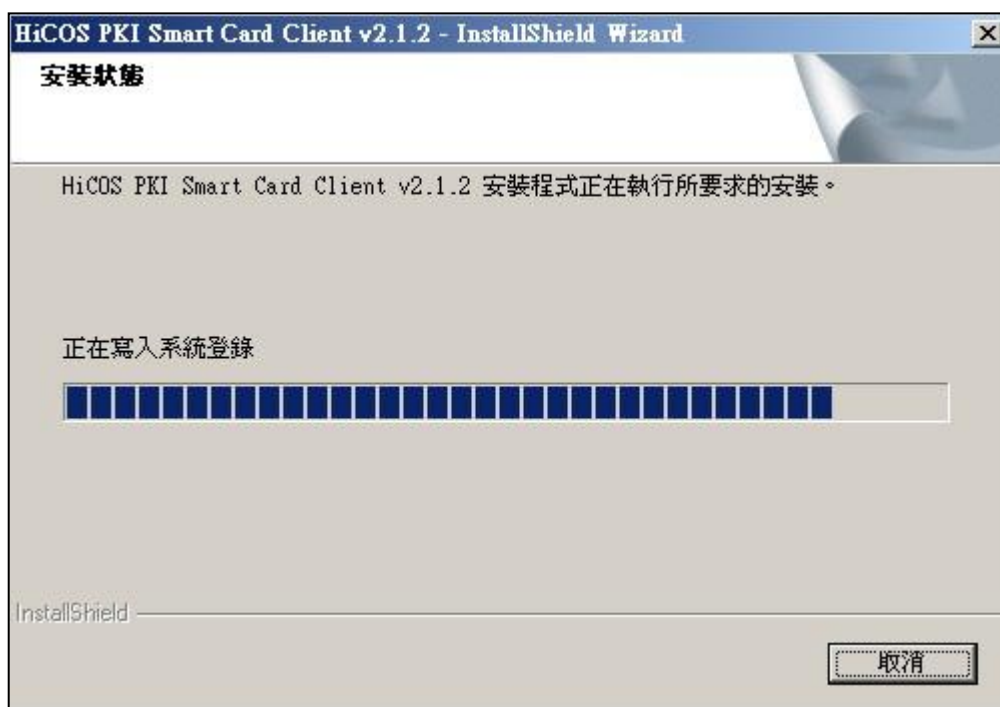 HiCOS PKI Smart Card Client v2.1.2 - InstallShield Wizard
安裝狀態
HiCOS PKI Smart Card Client v2.1.2 安裝程式正在執行所要求的安裝。
正在寫入系統登錄
InstallShield
取消